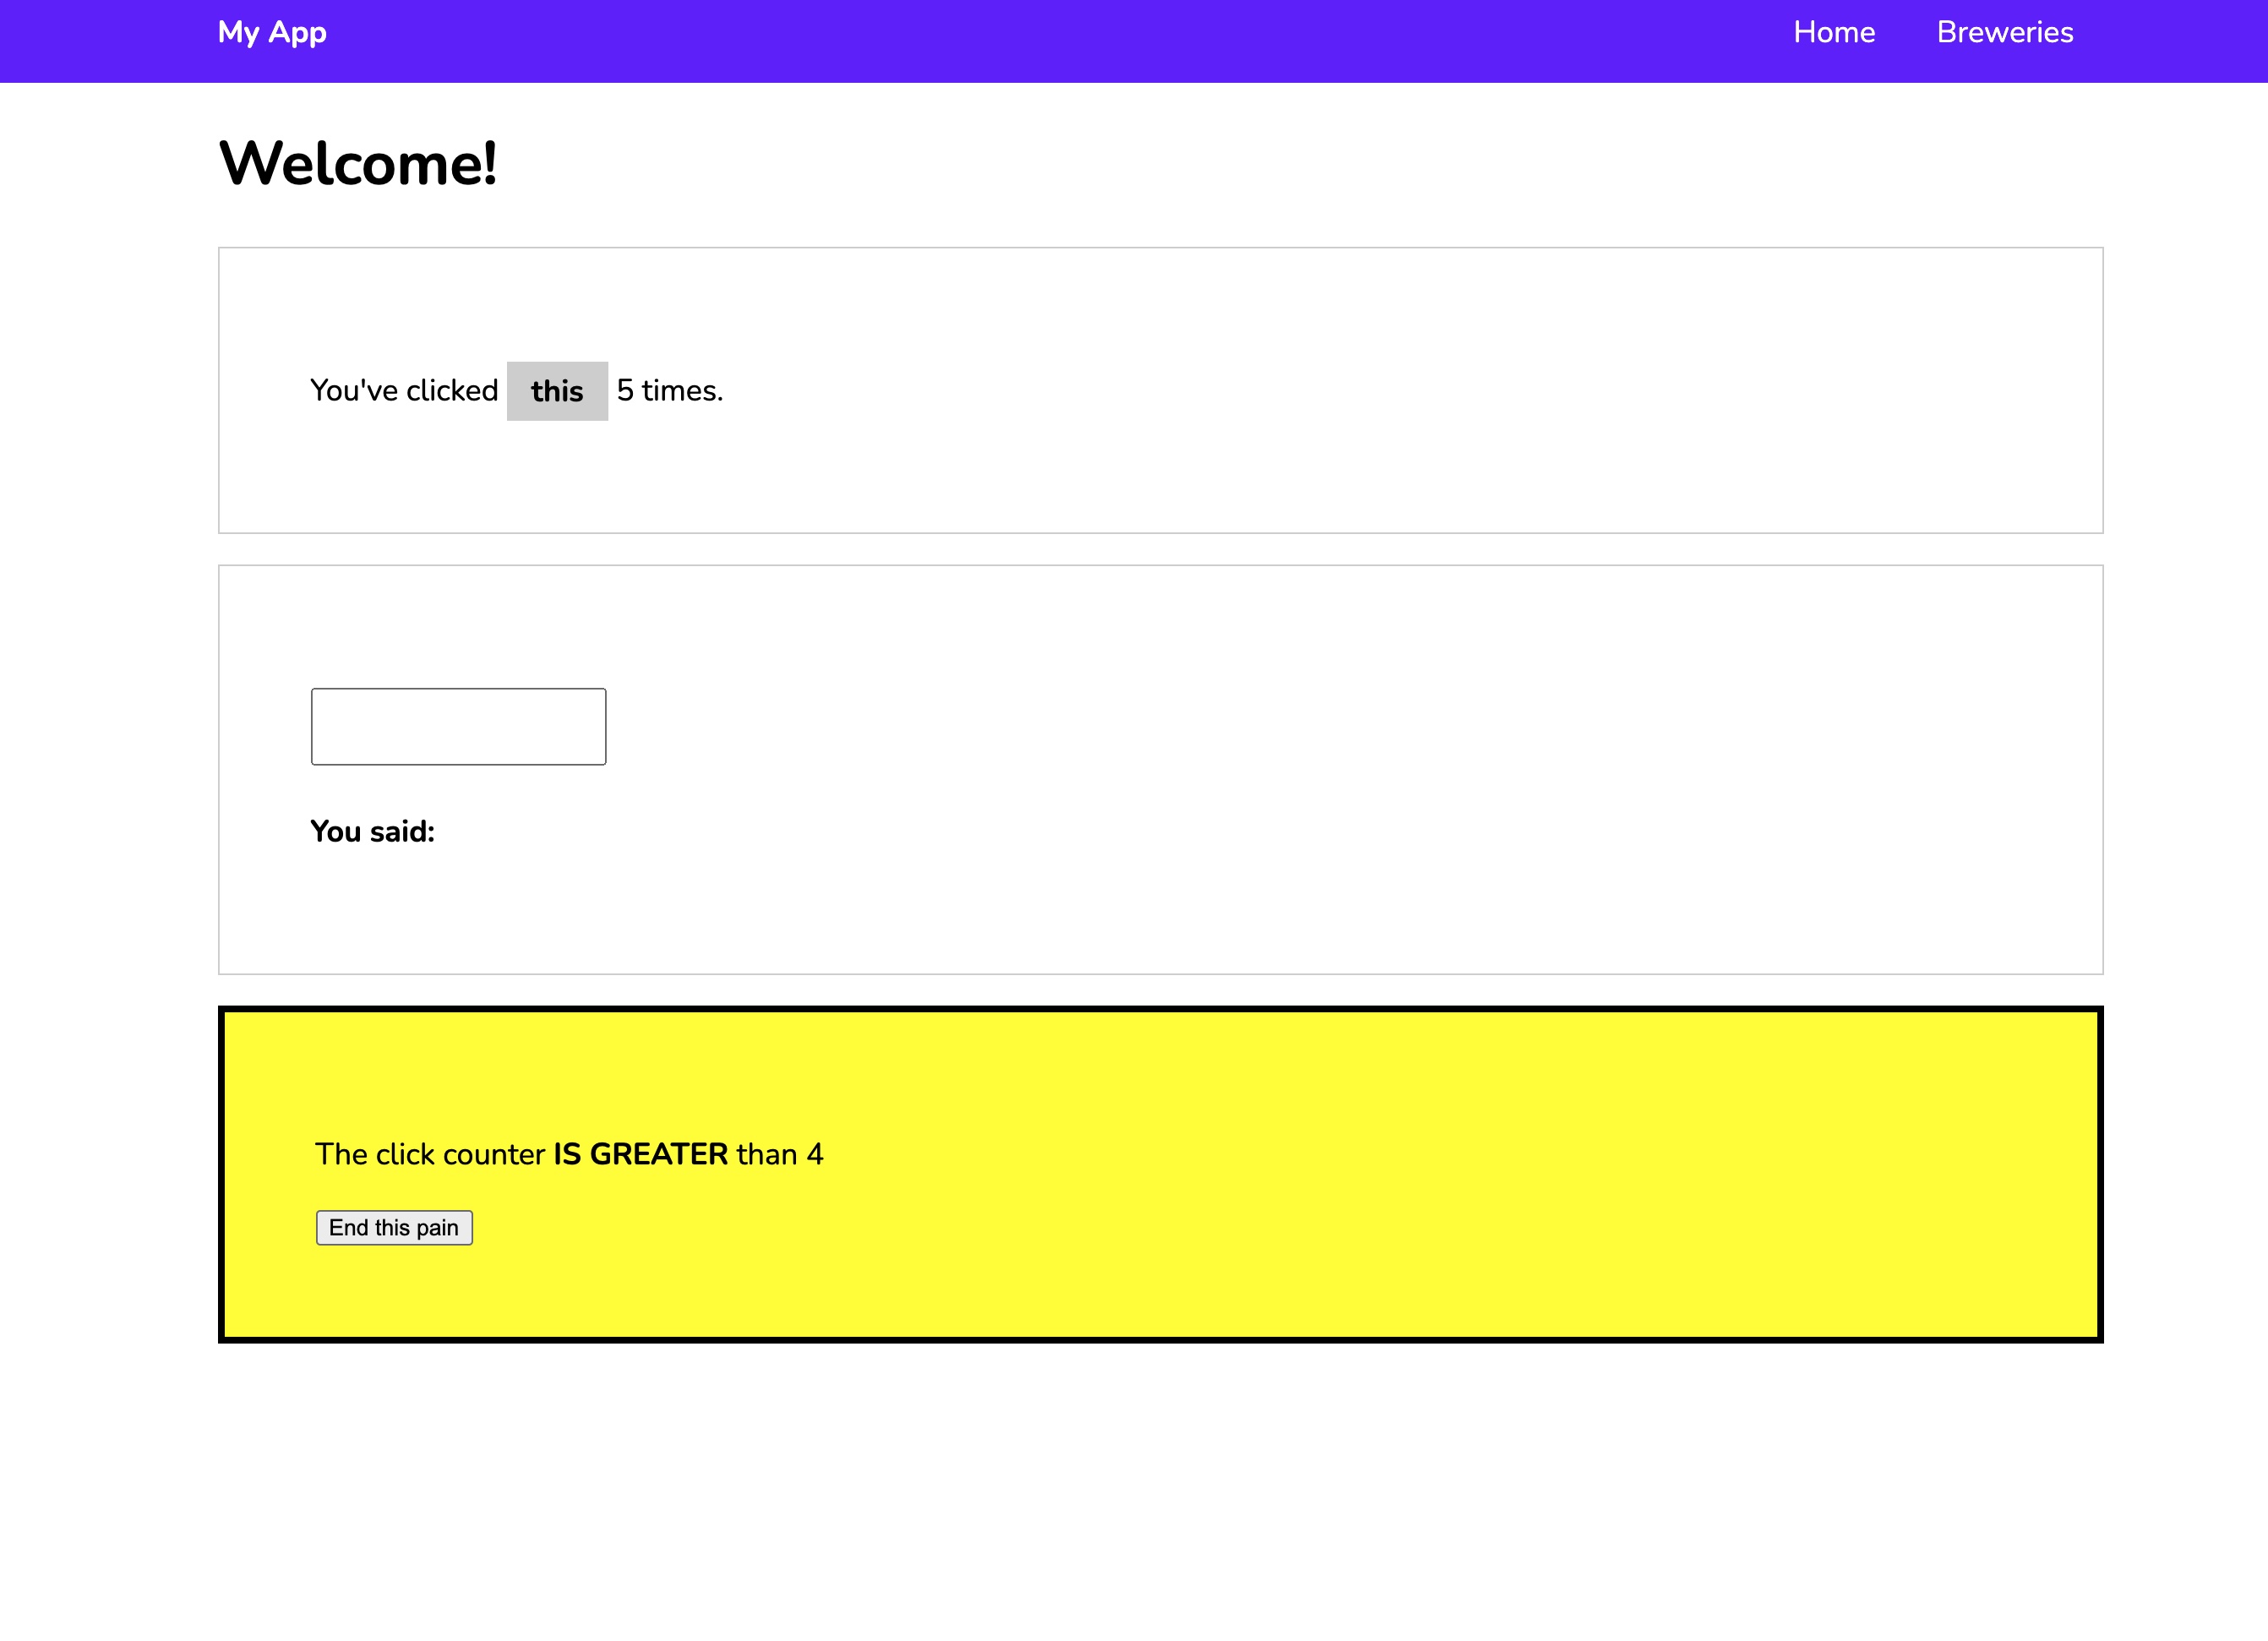 My App Home Breweries
Welcome!
You've clicked this 5 times.
You said:
The click counter IS GREATER than 4
End this pain